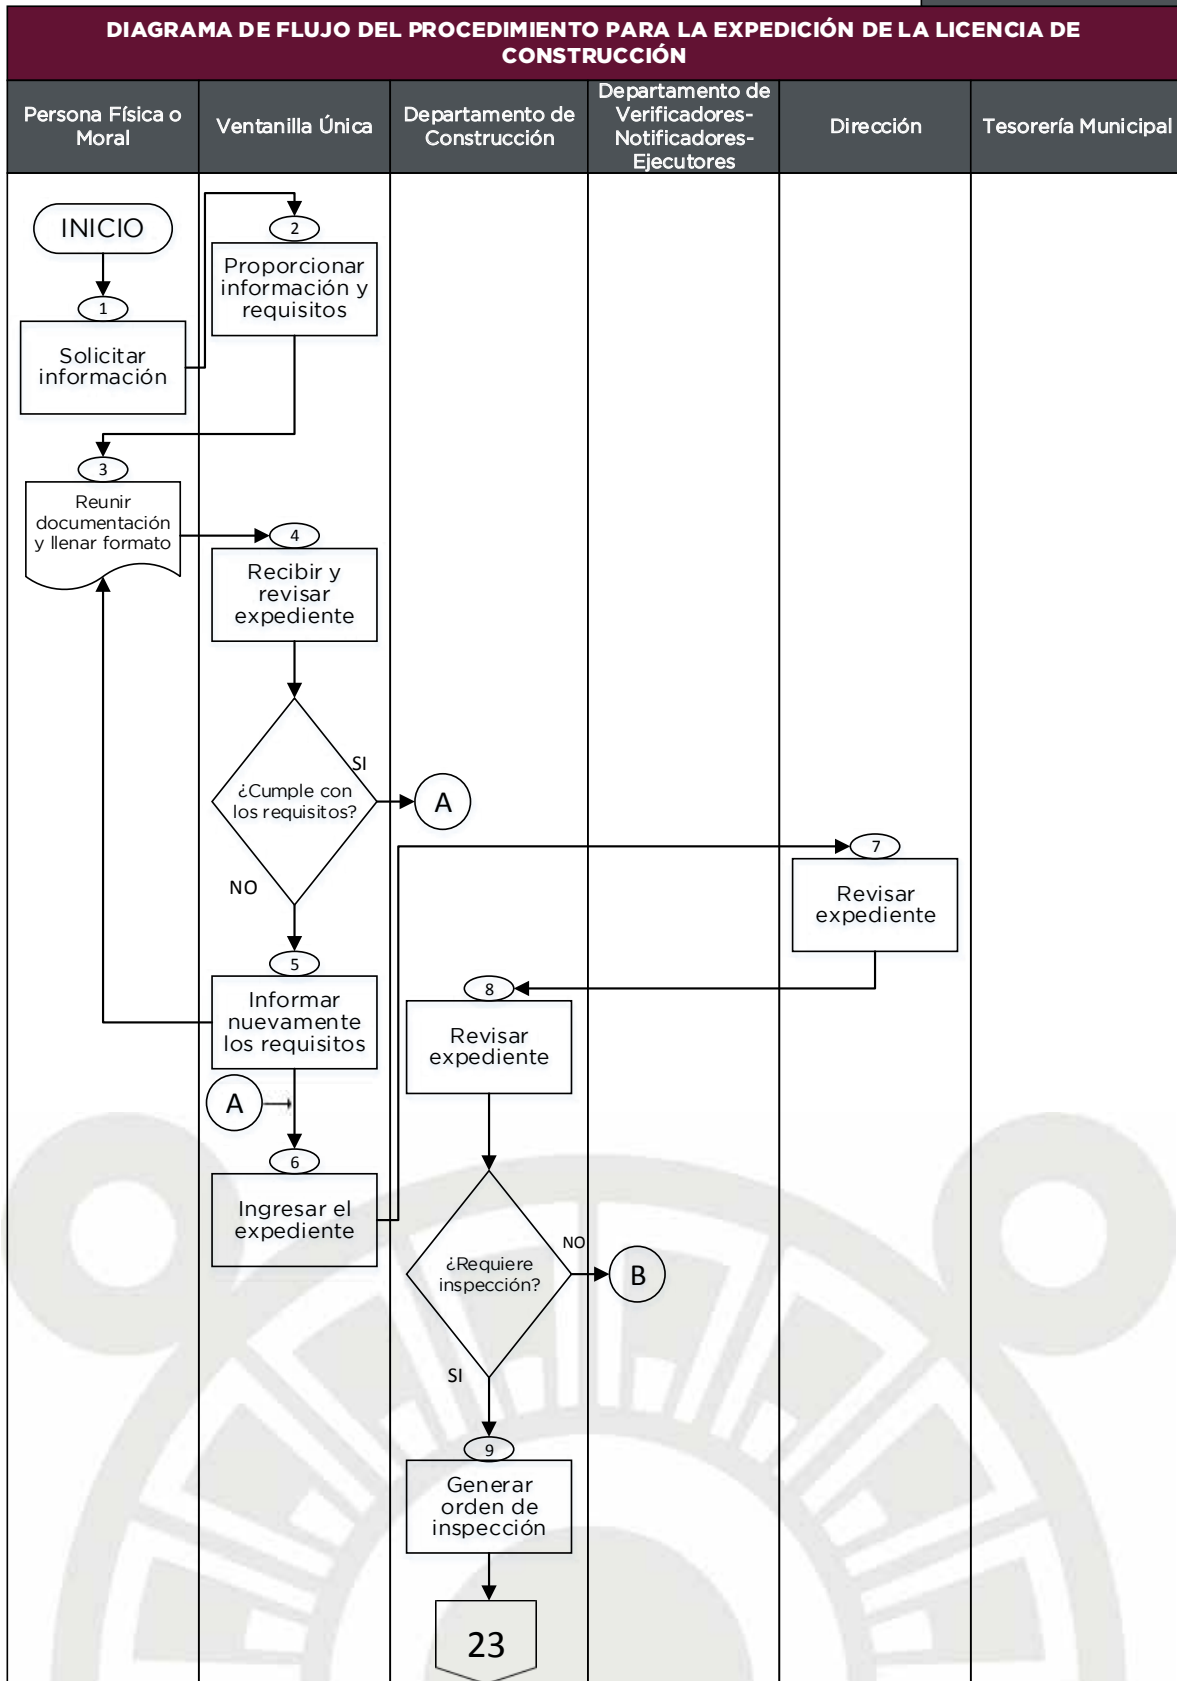 DIAGRAMA DE FLUJO DEL PROCEDIMIENTO PARA LA EXPEDICIÓN DE LA LICENCIA DE
CONSTRUCCIÓN
Persona Física o
Moral
Ventanilla Única
Departamento de
Construcción
Departamento de
Verificadores-
Notificadores-
Ejecutores
Dirección
Tesorería Municipal
INICIO
1
Solicitar
información
2
Proporcionar
información y
requisitos
3
Reunir
documentación
y llenar formato
4
Recibir y
revisar
expediente
¿Cumple con
los requisitos?
SI
A
NO
5
Informar
nuevamente
los requisitos
A
6
Ingresar el
expediente
7
Revisar
expediente
8
Revisar
expediente
¿Requiere
inspección?
NO
B
SI
9
Generar
orden de
inspección
23